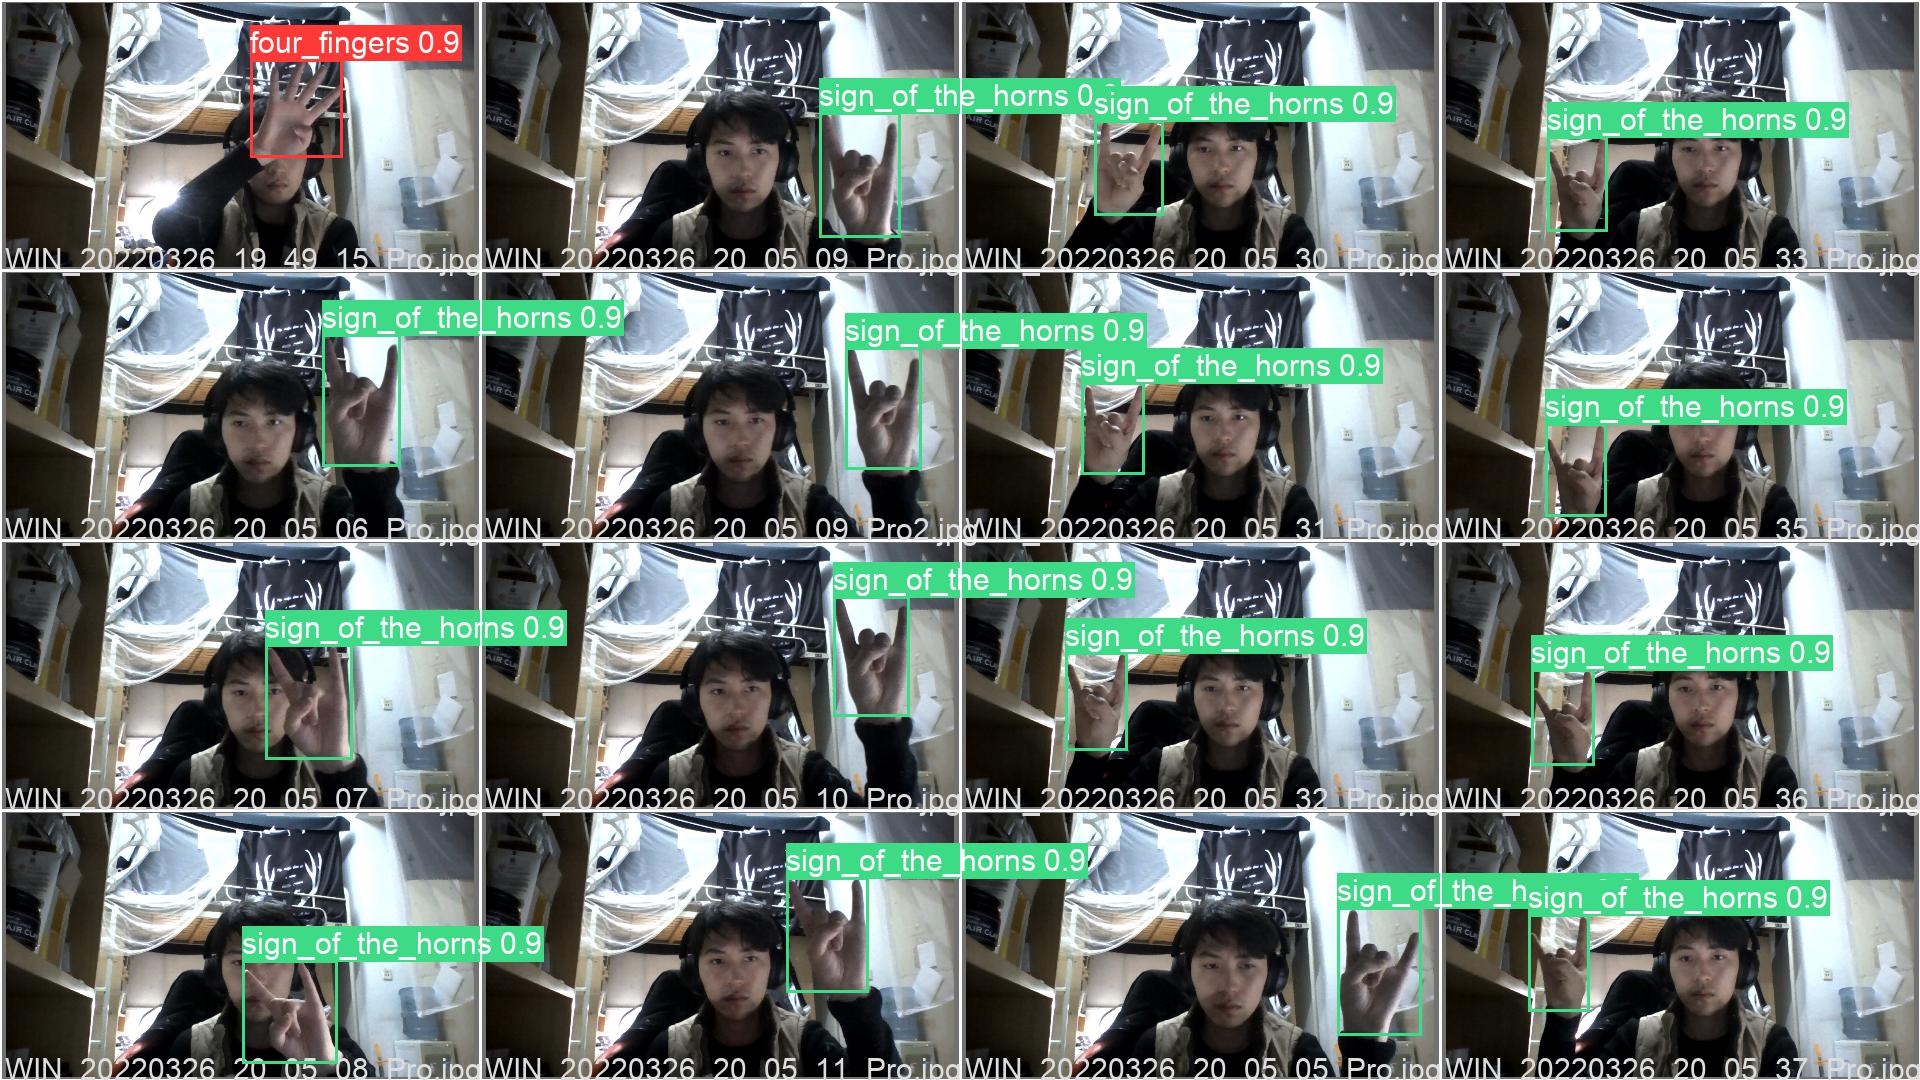 four_fingers 0.9
WIN_20220326_19_49_15_Pro.jpg
sign_of_the_horns 0.
WIN_20220326_20_05_09_Pro.jpg
sign_of_the_horns 0.9
WIN_20220326_20_05_30_Pro.jpg
sign_of_the_horns 0.9
WIN_20220326_20_05_33_Pro.jpg
sign_of_the_horns 0.9
WIN_20220326_20_05_06_Pro.jpg
sign_of_the_horns 0.9
WIN_20220326_20_05_09_Pro2.jpg
sign_of_the_horns 0.9
WIN_20220326_20_05_31_Pro.jpg
sign_of_the_horns 0.9
WIN_20220326_20_05_35_Pro.jpg
sign_of_the_horns 0.9
WIN_20220326_20_05_07_Pro.jpg
sign_of_the_horns 0.9
WIN_20220326_20_05_10_Pro.jpg
sign_of_the_horns 0.9
WIN_20220326_20_05_32_Pro.jpg
sign_of_the_horns 0.9
WIN_20220326_20_05_36_Pro.jpg
sign_of_the_horns 0.9
WIN_20220326_20_05_08_Pro.jpg
sign_of_the_horns 0.9
WIN_20220326_20_05_11_Pro.jpg
sign_of_the_h
WIN_20220326_20_05_05_Pro.jpg
sign_of_the_horns 0.9
WIN_20220326_20_05_37_Pro.jpg